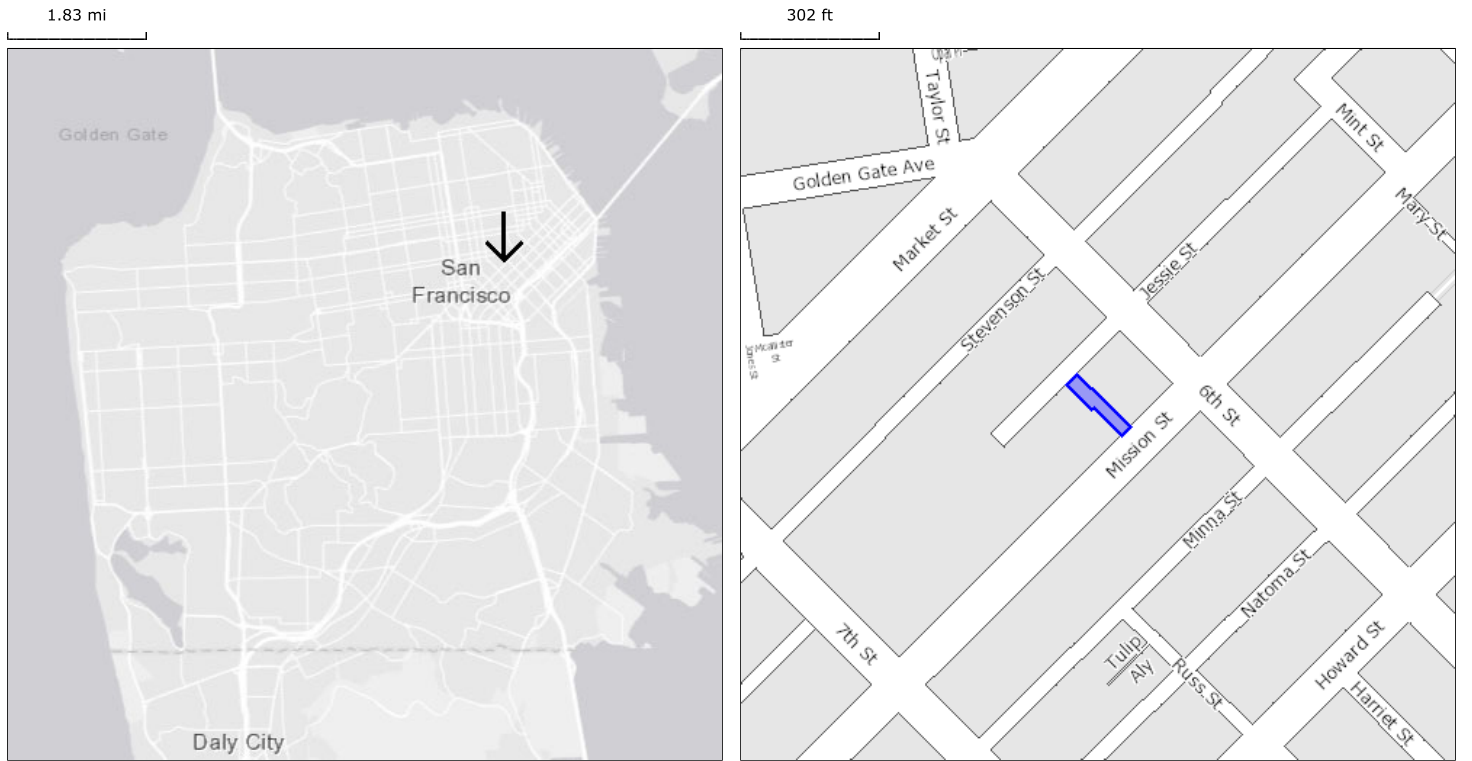 1.83 mi
302 ft
Golden Gate
San
Francisco
Daly City
Taylor St
Golden Gate Ave
Market St
Mint St
Mary St
Jessie St
Stevenson St
6th St
Mission St
Minna St
Natoma St
7th St
Tulip
Aly
Russ St
Howard St
Harriet St